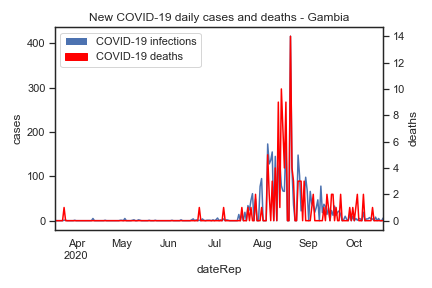 New COVID-19 daily cases and deaths - Gambia
COVID-19 infections
COVID-19 deaths
400
300
200
100
0
cases
14
12
10
8
6
4
2
0
deaths
Apr May Jun Jul Aug Sep Oct
2020
dateRep